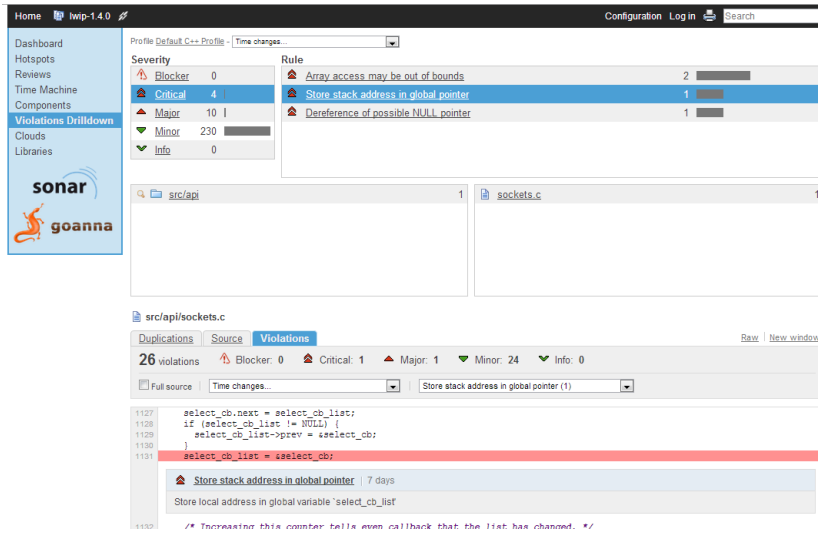 Home lwip-1.4.0 Configuration Log in Search
Dashboard
Hotspots
Reviews
Time Machine
Components
Violations Drilldown
Clouds
Libraries
sonar
goanna
Profile Default C++ Profile - Time changes...
Severity Rule
Blocker 0
Critical 4
Major 10
Minor 230
Info 0
Array access may be out of bounds 2
Store stack address in global pointer 1
Dereference of possible NULL pointer 1
src/api 1
sockets.c 1
src/api/sockets.c
Duplications Source Violations Raw New window
26 violations Blocker: 0 Critical: 1 Major: 1 Minor: 24 Info: 0
Full source Time changes... Store stack address in global pointer (1)
1127 select_cb.next = select_cb_list;
1128 if (select_cb_list != NULL) {
1129 select_cb_list->prev = &select_cb;
1130 }
1131 select_cb_list = &select_cb;
Store stack address in global pointer 7 days
Store local address in global variable `select_cb_list'
1132 /* Increasing this counter tells even callback that the list has changed. */